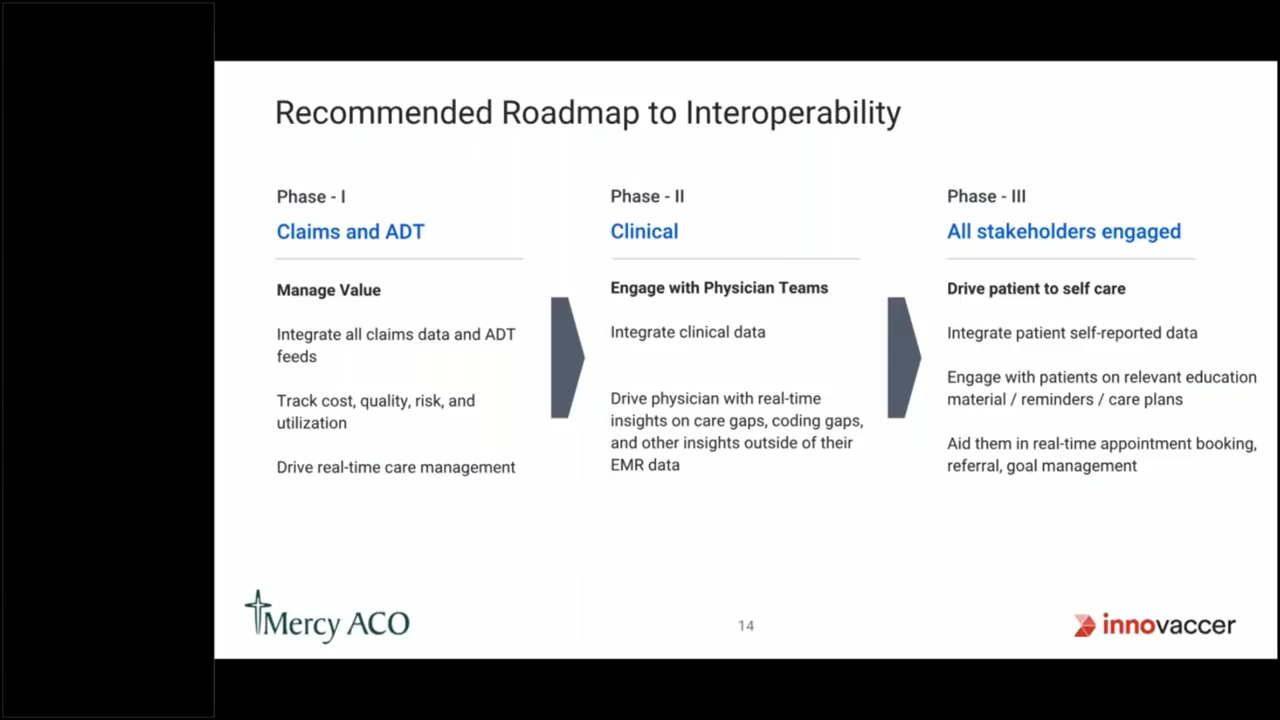 Recommended Roadmap to Interoperability
Phase - I
Claims and ADT
Manage Value
Integrate all claims data and ADT
feeds
Track cost, quality, risk, and
utilization
Drive real-time care management
Phase - II
Clinical
Engage with Physician Teams
Integrate clinical data
Drive physician with real-time
insights on care gaps, coding gaps,
and other insights outside of their
EMR data
Phase - III
All stakeholders engaged
Drive patient to self care
Integrate patient self-reported data
Engage with patients on relevant education
material / reminders / care plans
Aid them in real-time appointment booking,
referral, goal management
Mercy ACO
14
innovaccer